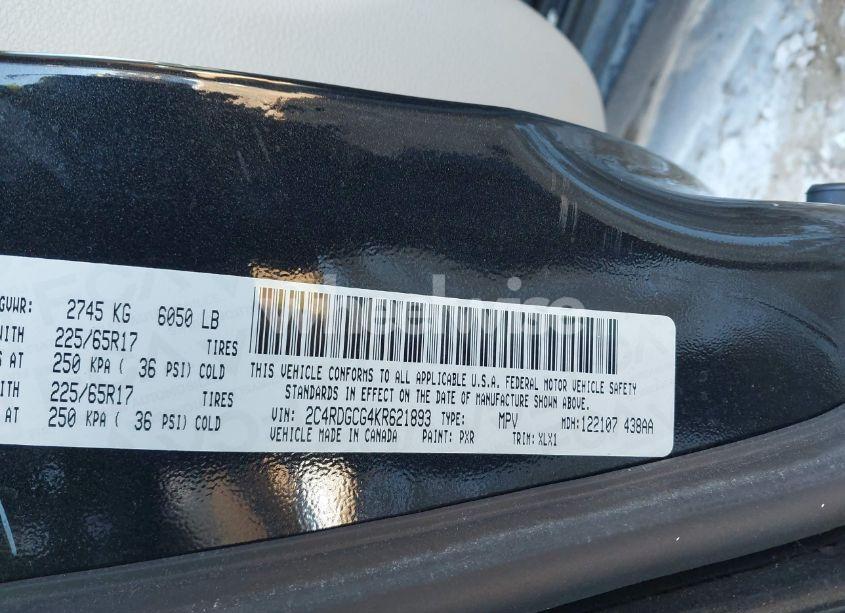 GVWR: 2745 KG 6050 LB
WITH 225/65R17 TIRES
AT 250 KPA ( 36 PSI) COLD
WITH 225/65R17 TIRES
AT 250 KPA ( 36 PSI) COLD
THIS VEHICLE CONFORMS TO ALL APPLICABLE U.S.A. FEDERAL MOTOR VEHICLE SAFETY
STANDARDS IN EFFECT ON THE DATE OF MANUFACTURE SHOWN ABOVE.
VIN: 2C4RDGCG4KR621893 TYPE: MPV MDH:122107 438AA
VEHICLE MADE IN CANADA PAINT: PXR TRIM: XLX1
wheelwise